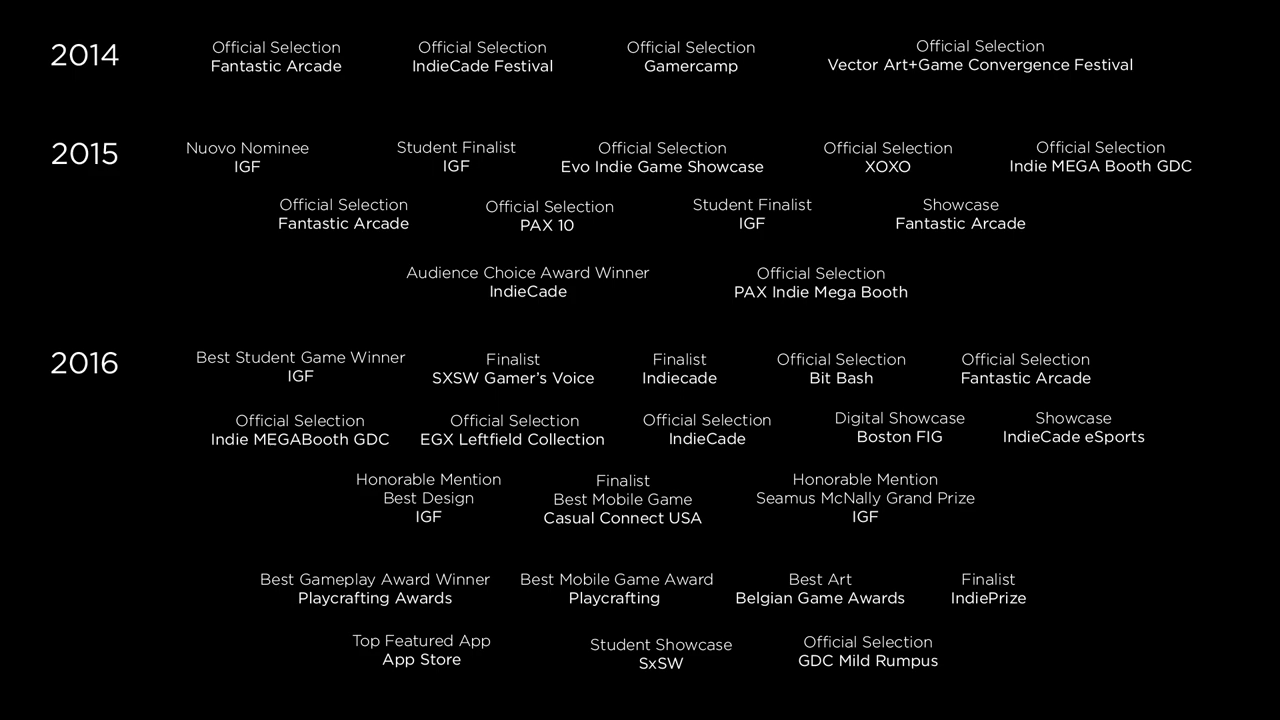 2014
Official Selection
Fantastic Arcade
Official Selection
IndieCade Festival
Official Selection
Gamercamp
Official Selection
Vector Art+Game Convergence Festival
2015
Nuovo Nominee
IGF
Student Finalist
IGF
Official Selection
Evo Indie Game Showcase
Official Selection
XOXO
Official Selection
Indie MEGA Booth GDC
Official Selection
Fantastic Arcade
Official Selection
PAX 10
Student Finalist
IGF
Showcase
Fantastic Arcade
Audience Choice Award Winner
IndieCade
Official Selection
PAX Indie Mega Booth
2016
Best Student Game Winner
IGF
Finalist
SXSW Gamer's Voice
Finalist
Indiecade
Official Selection
Bit Bash
Official Selection
Fantastic Arcade
Official Selection
Indie MEGABooth GDC
Official Selection
EGX Leftfield Collection
Official Selection
IndieCade
Digital Showcase
Boston FIG
Showcase
IndieCade eSports
Honorable Mention
Best Design
IGF
Finalist
Best Mobile Game
Casual Connect USA
Honorable Mention
Seamus McNally Grand Prize
IGF
Best Gameplay Award Winner
Playcrafting Awards
Best Mobile Game Award
Playcrafting
Best Art
Belgian Game Awards
Finalist
IndiePrize
Top Featured App
App Store
Student Showcase
SxSW
Official Selection
GDC Mild Rumpus